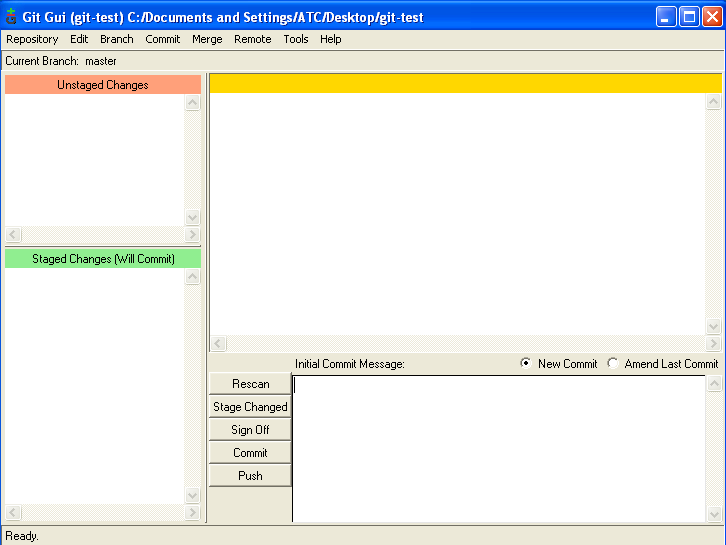 Git Gui (git-test) C:/Documents and Settings/ATC/Desktop/git-test
Repository Edit Branch Commit Merge Remote Tools Help
Current Branch: master
Unstaged Changes
Staged Changes (Will Commit)
Initial Commit Message: New Commit Amend Last Commit
Rescan
Stage Changed
Sign Off
Commit
Push
Ready.